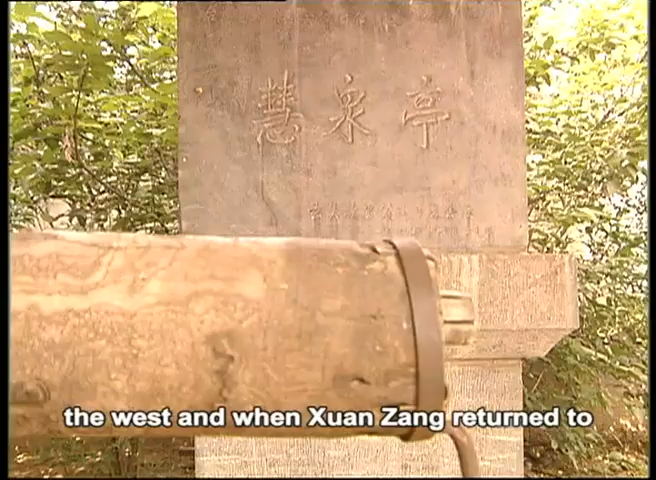 慧泉亭
the west and when Xuan Zang returned to